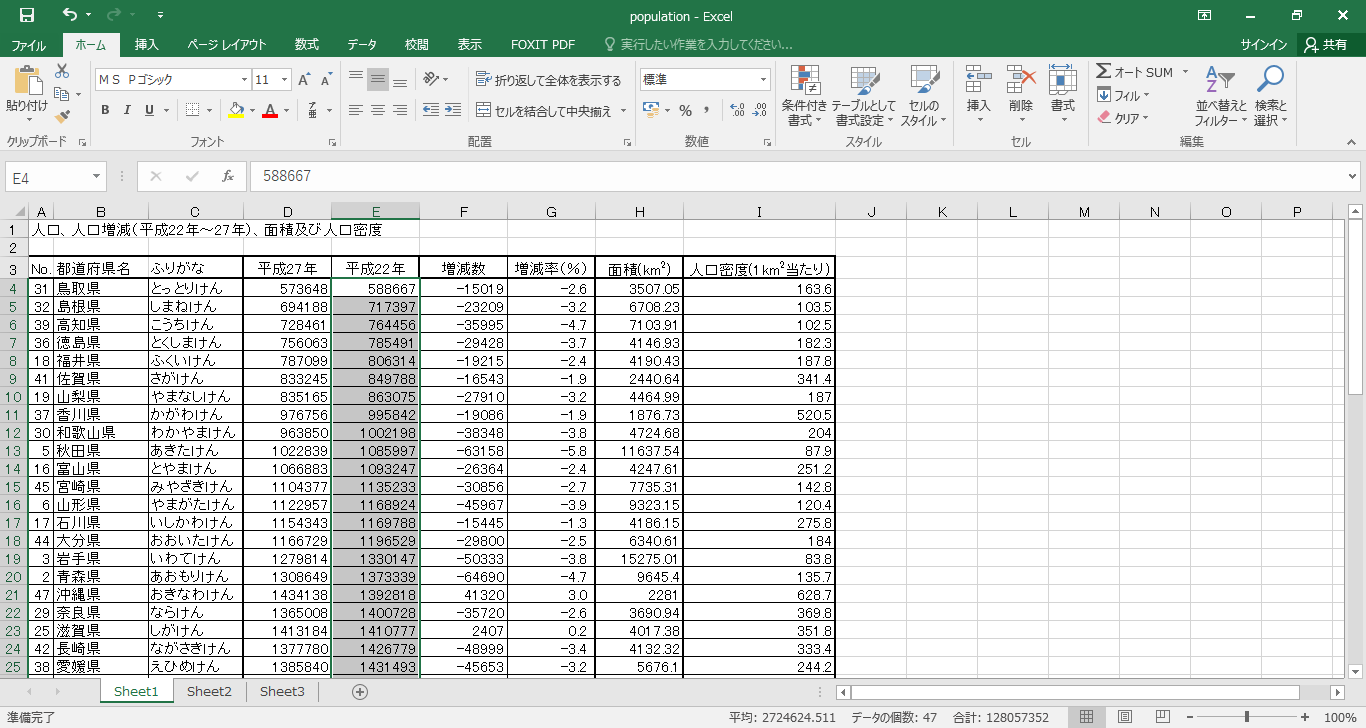 population - Excel
ファイル ホーム 挿入 ページ レイアウト 数式 データ 校閲 表示 FOXIT PDF 実行したい作業を入力してください... サインイン 共有
貼り付け
クリップボード
ＭＳ Ｐゴシック 11
B I U
フォント
折り返して全体を表示する
セルを結合して中央揃え
配置
標準
数値
条件付き書式 テーブルとして書式設定 セルのスタイル
スタイル
挿入 削除 書式
セル
オート SUM
フィル
クリア
並べ替えとフィルター 検索と選択
編集
E4 fx 588667
A B C D E F G H I J K L M N O P
1 人口、人口増減(平成22年～27年)、面積及び人口密度
2
3 No. 都道府県名 ふりがな 平成27年 平成22年 増減数 増減率(%) 面積(km²) 人口密度(1km²当たり)
4 31 鳥取県 とっとりけん 573648 588667 -15019 -2.6 3507.05 163.6
5 32 島根県 しまねけん 694188 717397 -23209 -3.2 6708.23 103.5
6 39 高知県 こうちけん 728461 764456 -35995 -4.7 7103.91 102.5
7 36 徳島県 とくしまけん 756063 785491 -29428 -3.7 4146.93 182.3
8 18 福井県 ふくいけん 787099 806314 -19215 -2.4 4190.43 187.8
9 41 佐賀県 さがけん 833245 849788 -16543 -1.9 2440.64 341.4
10 19 山梨県 やまなしけん 835165 863075 -27910 -3.2 4464.99 187
11 37 香川県 かがわけん 976756 995842 -19086 -1.9 1876.73 520.5
12 30 和歌山県 わかやまけん 963850 1002198 -38348 -3.8 4724.68 204
13 5 秋田県 あきたけん 1022839 1085997 -63158 -5.8 11637.54 87.9
14 16 富山県 とやまけん 1066883 1093247 -26364 -2.4 4247.61 251.2
15 45 宮崎県 みやざきけん 1104377 1135233 -30856 -2.7 7735.31 142.8
16 6 山形県 やまがたけん 1122957 1168924 -45967 -3.9 9323.15 120.4
17 17 石川県 いしかわけん 1154343 1169788 -15445 -1.3 4186.15 275.8
18 44 大分県 おおいたけん 1166729 1196529 -29800 -2.5 6340.61 184
19 3 岩手県 いわてけん 1279814 1330147 -50333 -3.8 15275.01 83.8
20 2 青森県 あおもりけん 1308649 1373339 -64690 -4.7 9645.4 135.7
21 47 沖縄県 おきなわけん 1434138 1392818 41320 3.0 2281 628.7
22 29 奈良県 ならけん 1365008 1400728 -35720 -2.6 3690.94 369.8
23 25 滋賀県 しがけん 1413184 1410777 2407 0.2 4017.38 351.8
24 42 長崎県 ながさきけん 1377780 1426779 -48999 -3.4 4132.32 333.4
25 38 愛媛県 えひめけん 1385840 1431493 -45653 -3.2 5676.1 244.2
Sheet1 Sheet2 Sheet3
準備完了 平均: 2724624.511 データの個数: 47 合計: 128057352 100%